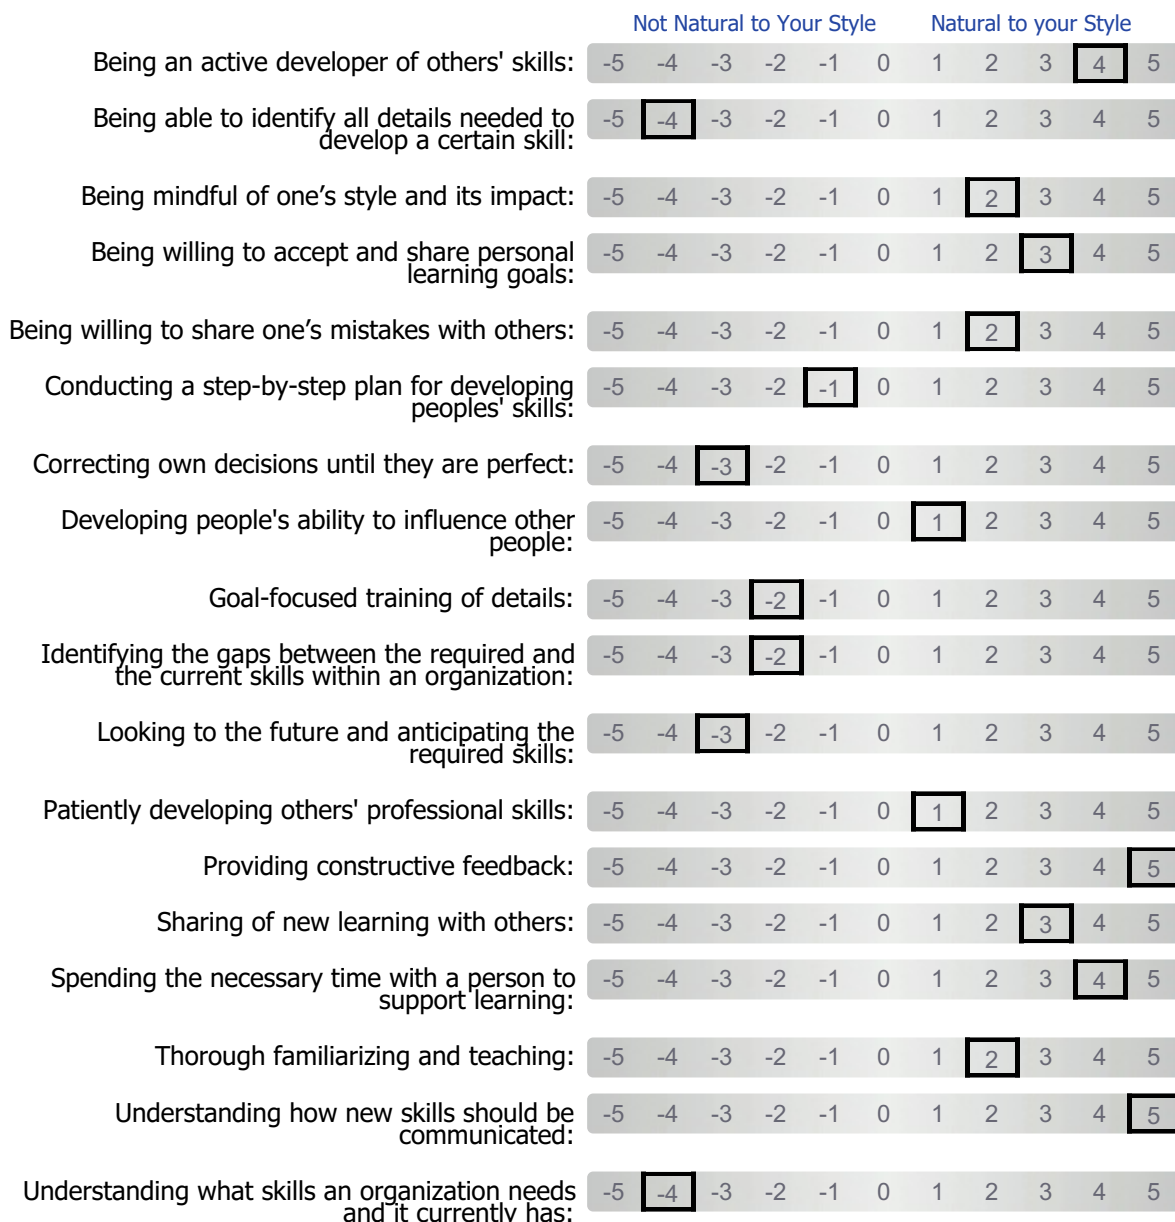 Not Natural to Your Style Natural to your Style
Being an active developer of others' skills: -5 -4 -3 -2 -1 0 1 2 3 4 5
Being able to identify all details needed to
develop a certain skill: -5 -4 -3 -2 -1 0 1 2 3 4 5
Being mindful of one’s style and its impact: -5 -4 -3 -2 -1 0 1 2 3 4 5
Being willing to accept and share personal
learning goals: -5 -4 -3 -2 -1 0 1 2 3 4 5
Being willing to share one’s mistakes with others: -5 -4 -3 -2 -1 0 1 2 3 4 5
Conducting a step-by-step plan for developing
peoples' skills: -5 -4 -3 -2 -1 0 1 2 3 4 5
Correcting own decisions until they are perfect: -5 -4 -3 -2 -1 0 1 2 3 4 5
Developing people's ability to influence other
people: -5 -4 -3 -2 -1 0 1 2 3 4 5
Goal-focused training of details: -5 -4 -3 -2 -1 0 1 2 3 4 5
Identifying the gaps between the required and
the current skills within an organization: -5 -4 -3 -2 -1 0 1 2 3 4 5
Looking to the future and anticipating the
required skills: -5 -4 -3 -2 -1 0 1 2 3 4 5
Patiently developing others' professional skills: -5 -4 -3 -2 -1 0 1 2 3 4 5
Providing constructive feedback: -5 -4 -3 -2 -1 0 1 2 3 4 5
Sharing of new learning with others: -5 -4 -3 -2 -1 0 1 2 3 4 5
Spending the necessary time with a person to
support learning: -5 -4 -3 -2 -1 0 1 2 3 4 5
Thorough familiarizing and teaching: -5 -4 -3 -2 -1 0 1 2 3 4 5
Understanding how new skills should be
communicated: -5 -4 -3 -2 -1 0 1 2 3 4 5
Understanding what skills an organization needs
and it currently has: -5 -4 -3 -2 -1 0 1 2 3 4 5